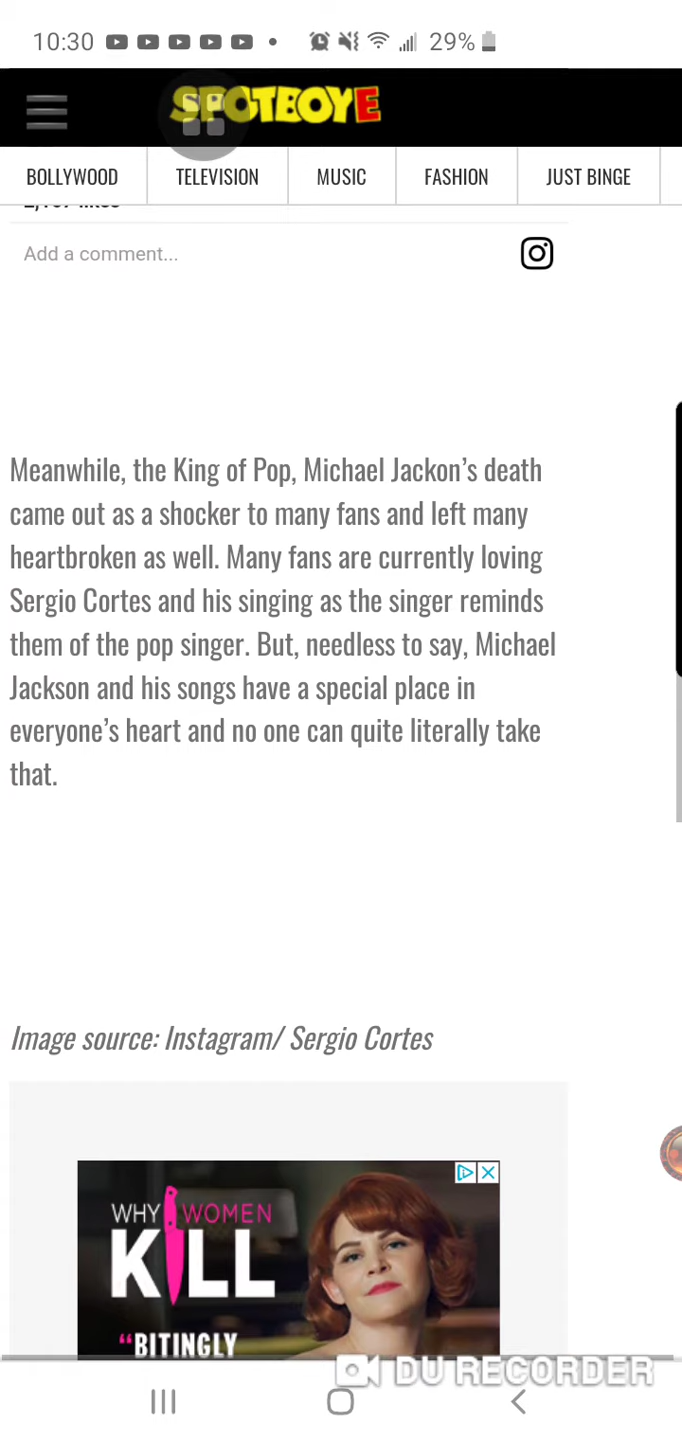 10:30 29%
SPOTBOYE
BOLLYWOOD TELEVISION MUSIC FASHION JUST BINGE
Add a comment...
Meanwhile, the King of Pop, Michael Jackon’s death
came out as a shocker to many fans and left many
heartbroken as well. Many fans are currently loving
Sergio Cortes and his singing as the singer reminds
them of the pop singer. But, needless to say, Michael
Jackson and his songs have a special place in
everyone’s heart and no one can quite literally take
that.
Image source: Instagram/ Sergio Cortes
WHY WOMEN
KILL
“BITINGLY
DU RECORDER